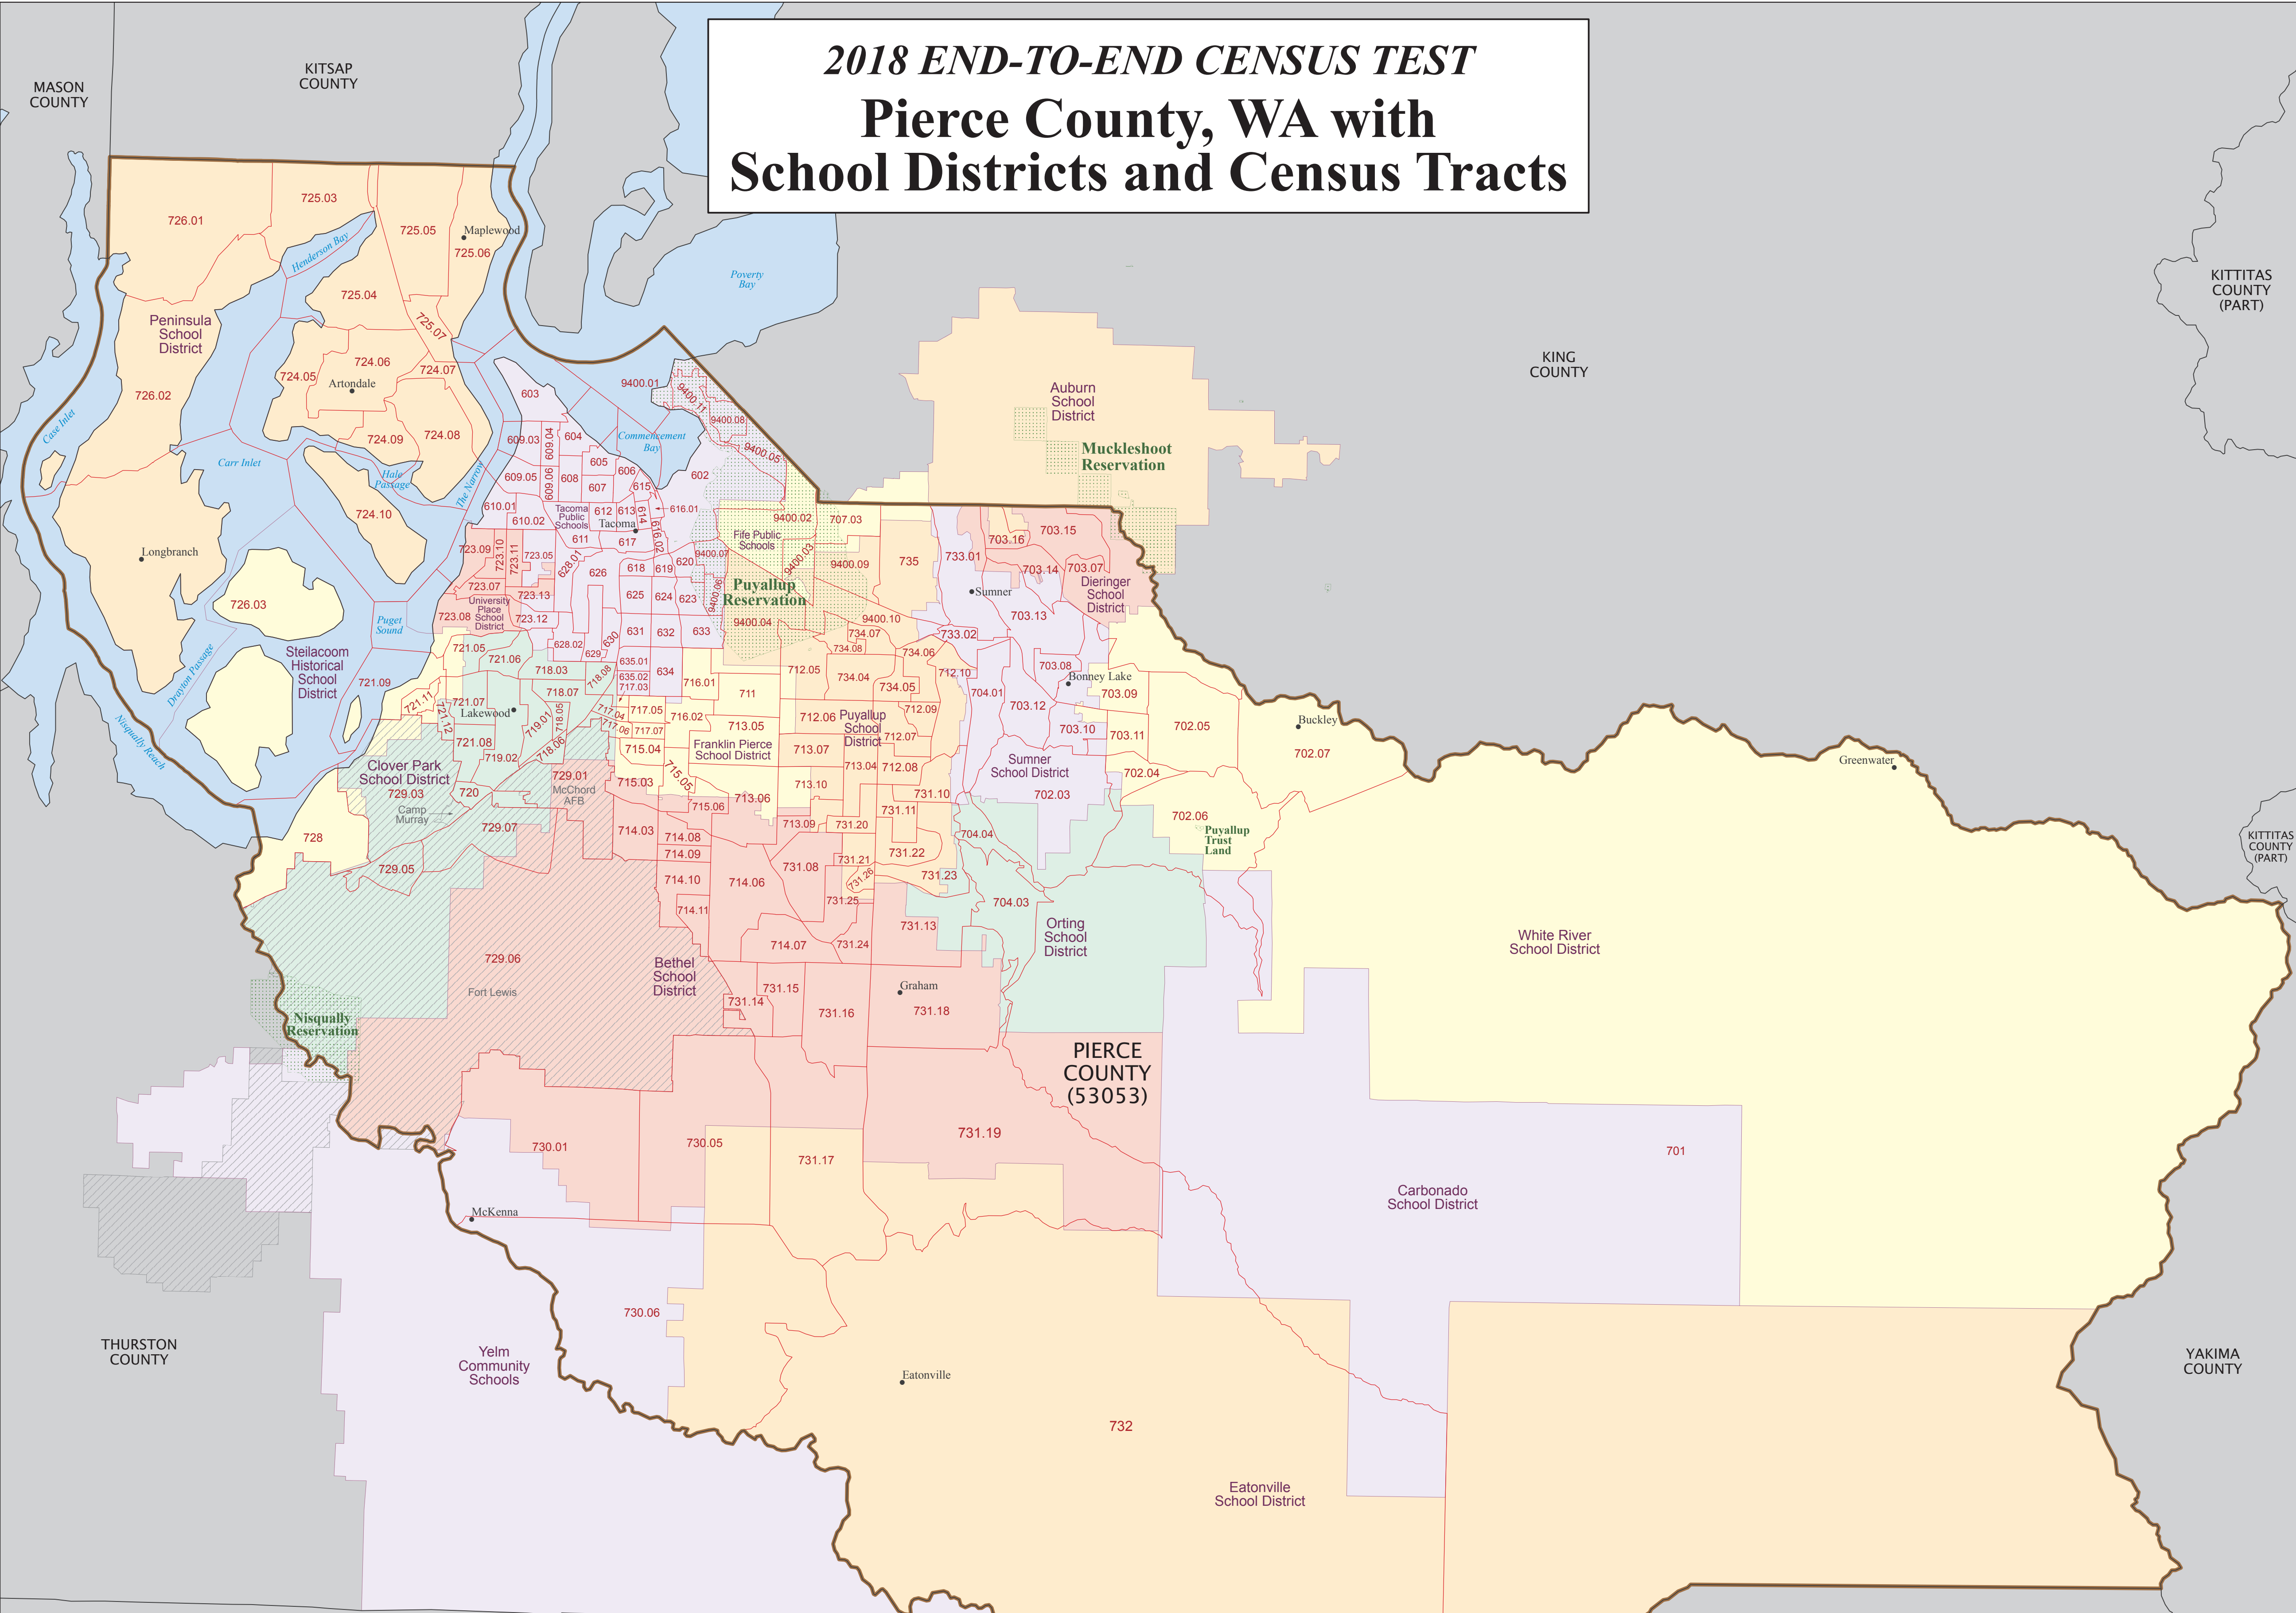 2018 END-TO-END CENSUS TEST
Pierce County, WA with
School Districts and Census Tracts
MASON
COUNTY
KITSAP
COUNTY
KITTITAS
COUNTY
(PART)
KING
COUNTY
KITTITAS
COUNTY
(PART)
YAKIMA
COUNTY
THURSTON
COUNTY
PIERCE
COUNTY
(53053)
726.01
725.03
725.05
Maplewood
725.06
Henderson Bay
725.04
725.07
Peninsula
School
District
724.06
724.05
724.07
Artondale
726.02
724.09
724.08
Case Inlet
Carr Inlet
Hale
Passage
The Narrow
724.10
Longbranch
726.03
Puget
Sound
Drayton Passage
Nisqually Reach
Steilacoom
Historical
School
District
721.09
Poverty
Bay
Commencement
Bay
603
9400.01
9400.11
9400.08
9400.05
609.03
609.04
604
605
606
602
609.05
609.06
608
607
615
610.01
610.02
Tacoma
Public
Schools
612
613
614
616.01
Tacoma
611
617
616.02
9400.02
707.03
Fife Public
Schools
9400.03
9400.09
735
723.09
723.10
723.11
723.05
628.01
626
618
619
620
9400.07
723.07
723.13
625
624
623
9400.06
Puyallup
Reservation
University
Place
School
District
723.08
723.12
631
632
633
9400.04
9400.10
628.02
629
630
734.07
734.08
734.06
721.05
721.06
718.03
718.08
635.01
635.02
717.03
634
716.01
711
712.05
734.04
734.05
712.10
721.11
721.12
721.07
718.07
Lakewood
719.01
718.05
717.04
717.05
717.06
717.07
716.02
713.05
712.06
712.09
Puyallup
School
District
712.07
721.08
719.02
718.06
715.04
Franklin Pierce
School District
713.07
713.04
712.08
Clover Park
School District
729.03
720
729.01
McChord
AFB
715.03
715.05
713.10
731.10
Camp
Murray
715.06
713.06
731.11
728
729.07
714.03
714.08
713.09
731.20
714.09
729.05
731.08
731.21
731.22
714.10
714.06
731.26
731.23
714.11
731.25
731.13
714.07
731.24
729.06
Fort Lewis
Bethel
School
District
731.15
731.14
731.16
Graham
731.18
Nisqually
Reservation
730.01
730.05
731.17
731.19
McKenna
730.06
Yelm
Community
Schools
Auburn
School
District
Muckleshoot
Reservation
733.01
703.16
703.15
703.14
703.07
Dieringer
School
District
Sumner
703.13
733.02
703.08
Bonney Lake
704.01
703.12
703.09
703.10
703.11
702.05
Buckley
702.07
Sumner
School District
702.04
702.03
702.06
Puyallup
Trust
Land
704.04
704.03
Orting
School
District
Greenwater
White River
School District
701
Carbonado
School District
Eatonville
732
Eatonville
School District